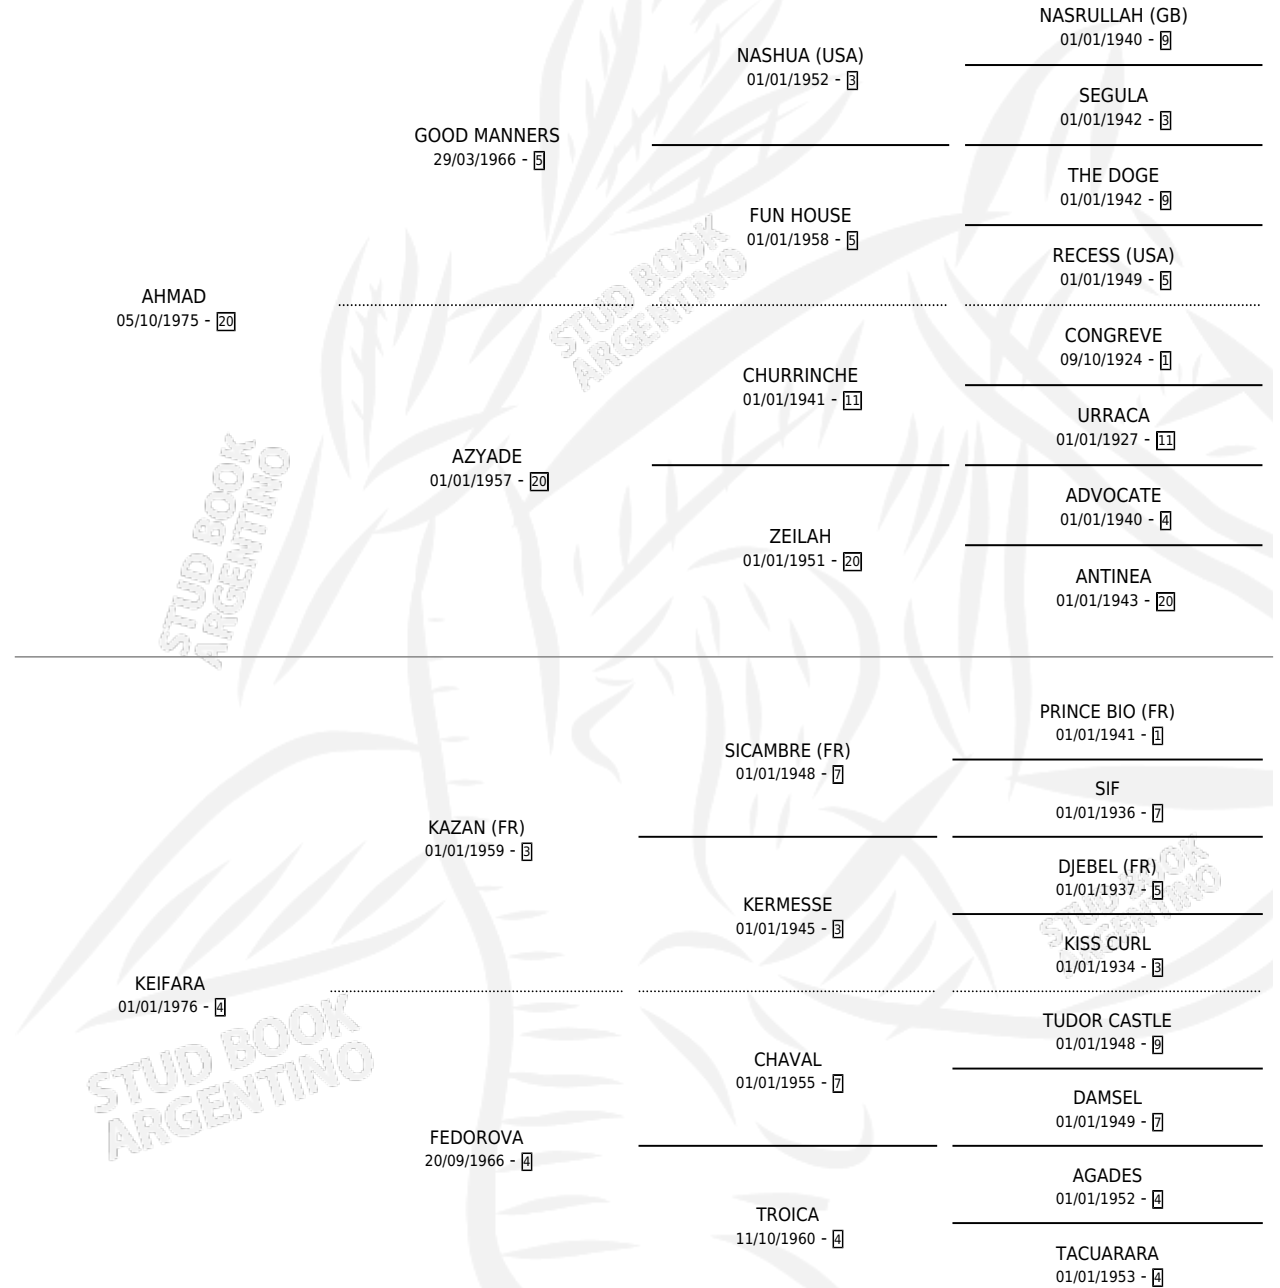 NASRULLAH (GB)
01/01/1940 - 9
NASHUA (USA)
01/01/1952 - 3
SEGULA
01/01/1942 - 3
GOOD MANNERS
29/03/1966 - 5
THE DOGE
01/01/1942 - 9
FUN HOUSE
01/01/1958 - 5
RECESS (USA)
01/01/1949 - 5
AHMAD
05/10/1975 - 20
CONGREVE
09/10/1924 - 1
CHURRINCHE
01/01/1941 - 11
URRACA
01/01/1927 - 11
AZYADE
01/01/1957 - 20
ADVOCATE
01/01/1940 - 4
ZEILAH
01/01/1951 - 20
ANTINEA
01/01/1943 - 20
PRINCE BIO (FR)
01/01/1941 - 1
SICAMBRE (FR)
01/01/1948 - 7
SIF
01/01/1936 - 7
KAZAN (FR)
01/01/1959 - 3
DJEBEL (FR)
01/01/1937 - 5
KERMESSE
01/01/1945 - 3
KISS CURL
01/01/1934 - 3
KEIFARA
01/01/1976 - 4
TUDOR CASTLE
01/01/1948 - 9
CHAVAL
01/01/1955 - 7
DAMSEL
01/01/1949 - 7
FEDOROVA
20/09/1966 - 4
AGADES
01/01/1952 - 4
TROICA
11/10/1960 - 4
TACUARARA
01/01/1953 - 4
STUD BOOK
ARGENTINO
STUD BOOK
ARGENTINO
STUD BOOK
ARGENTINO
STUD BOOK
ARGENTINO